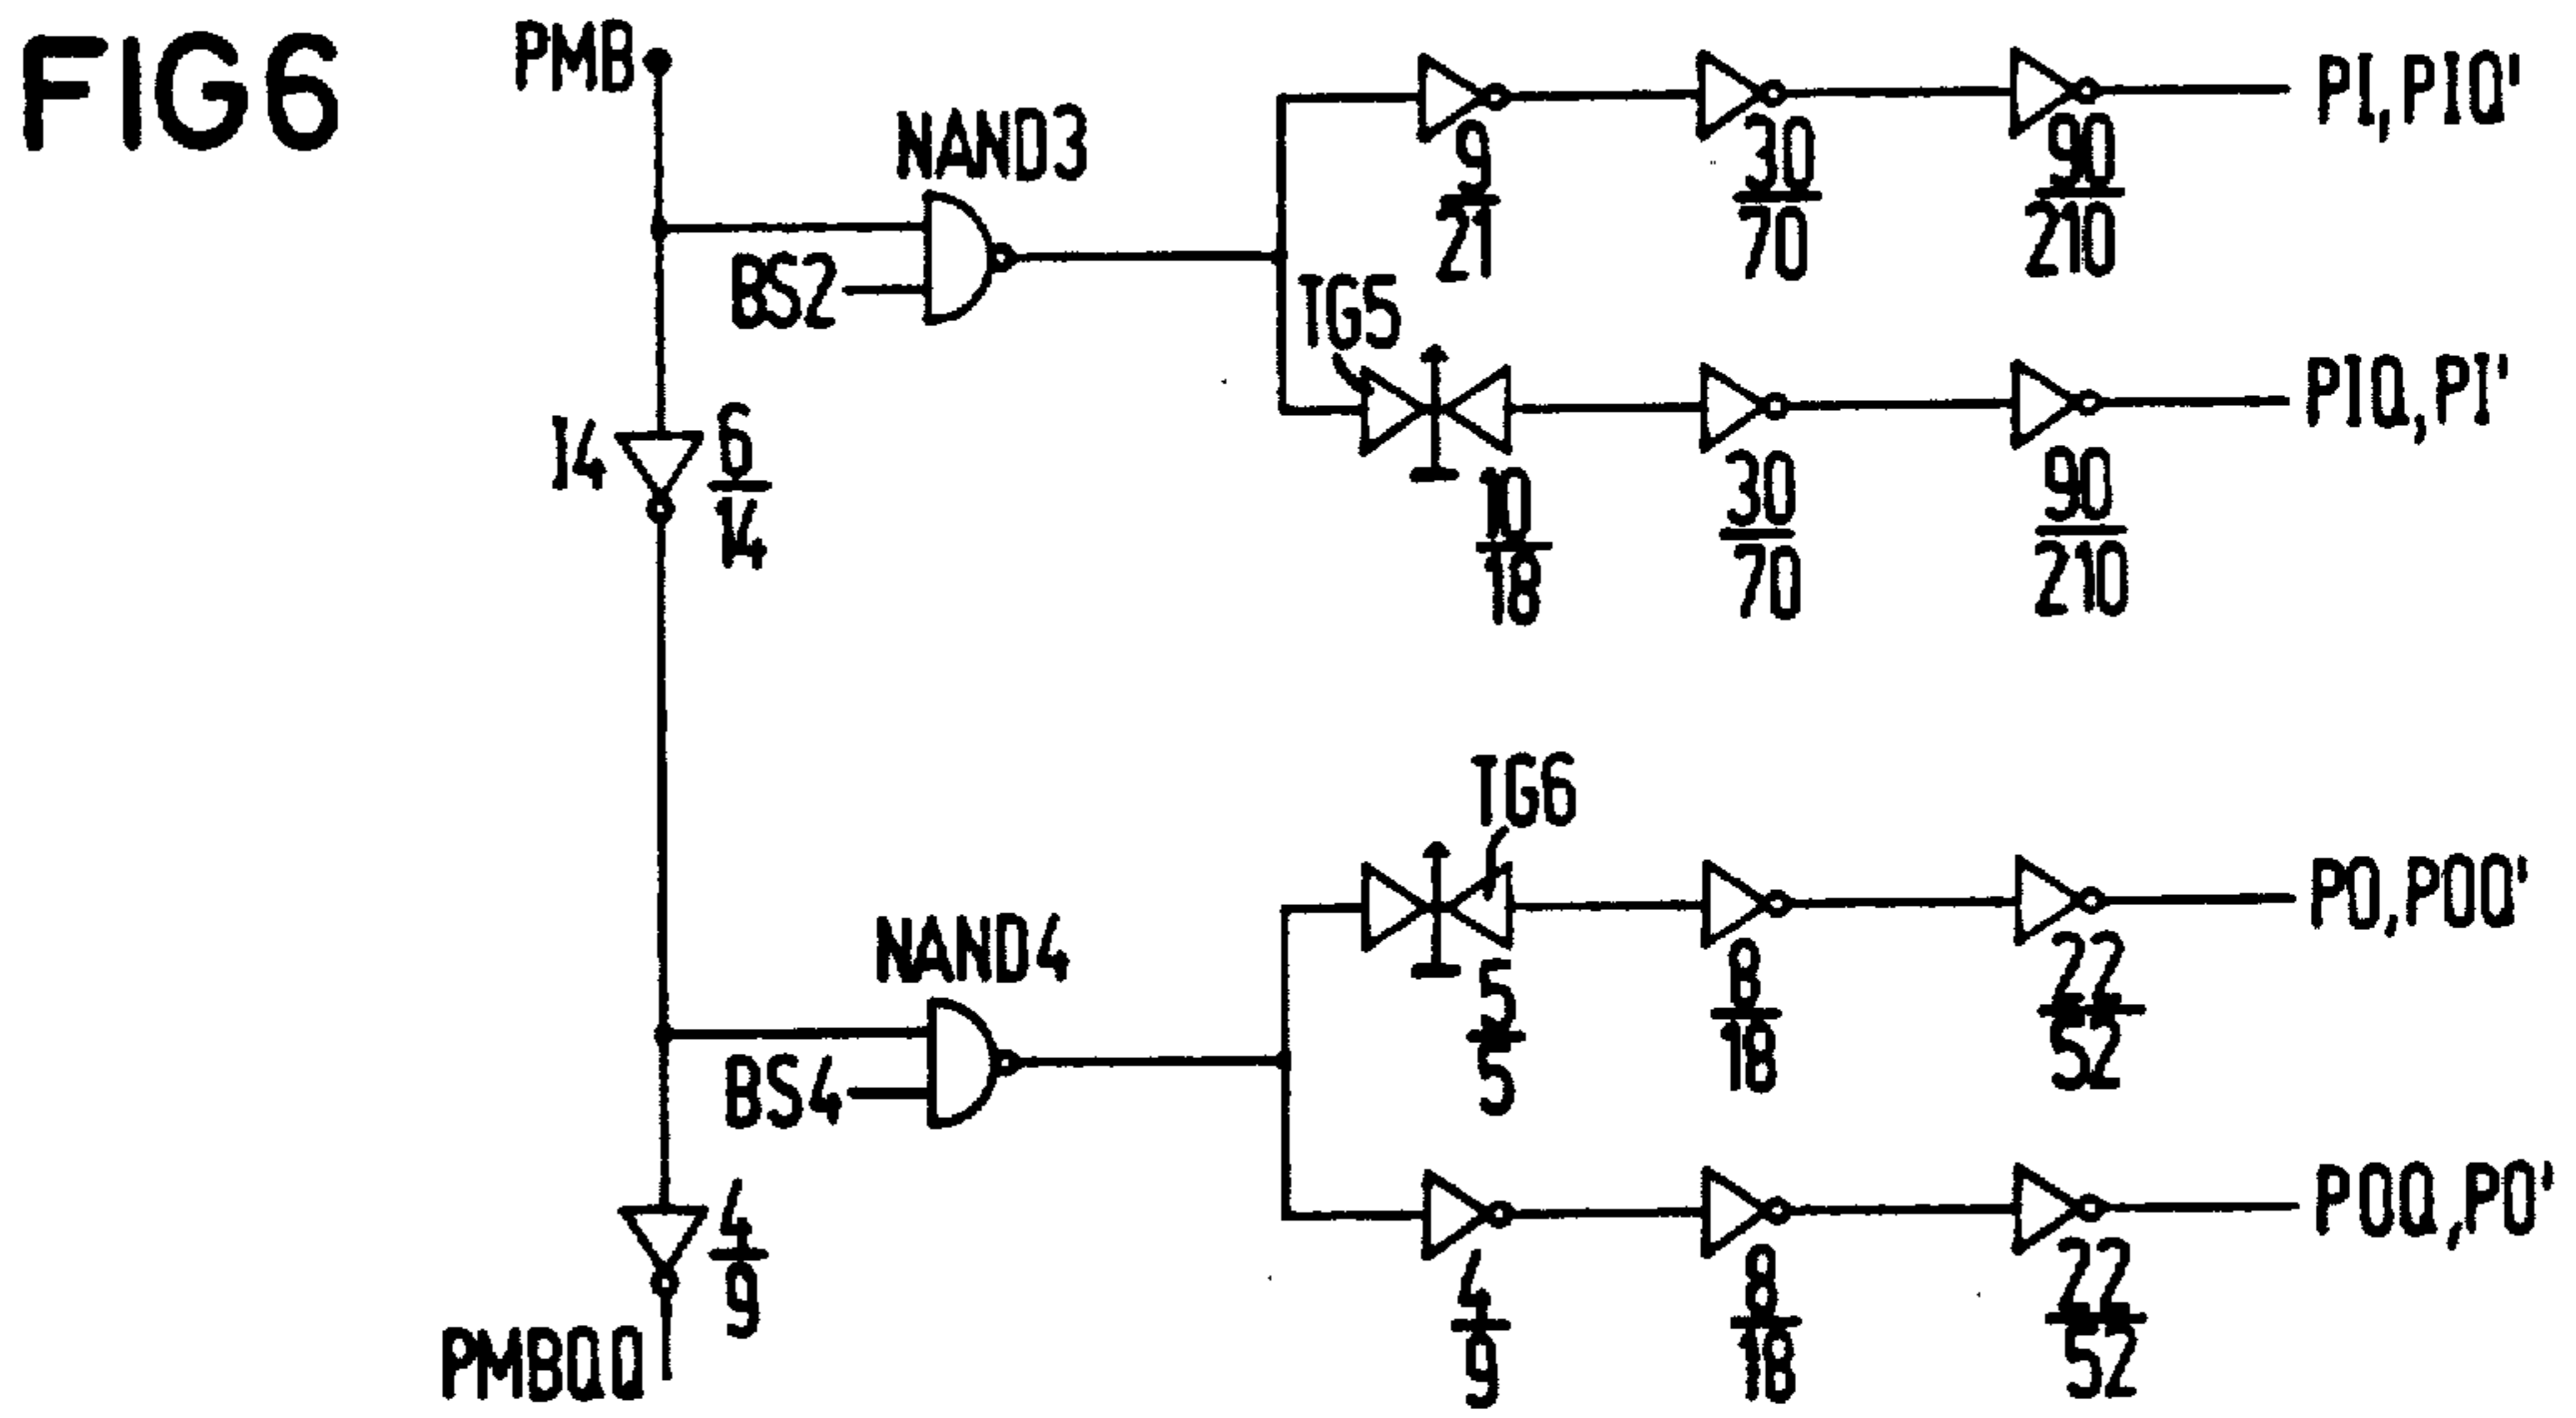 FIG6
PMB
NAND3
BS2
9
21
30
70
90
210
PI,PIQ'
TG5
10
18
30
70
90
210
PIQ,PI'
I4
6
14
TG6
NAND4
BS4
5
5
8
18
22
52
PO,POQ'
4
9
8
18
22
52
POQ,PO'
4
9
PMBQQ